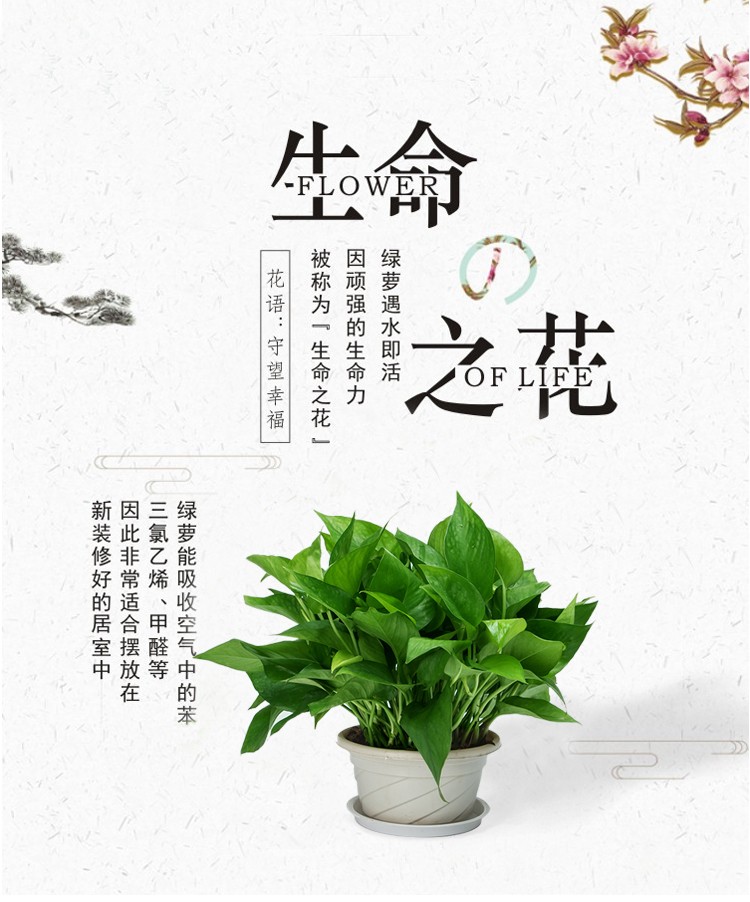 生命
-FLOWER
の
之花
OF LIFE
绿萝遇水即活
因顽强的生命力
被称为『生命之花』
花语：守望幸福
绿萝能吸收空气中的苯
三氯乙烯、甲醛等
因此非常适合摆放在
新装修好的居室中